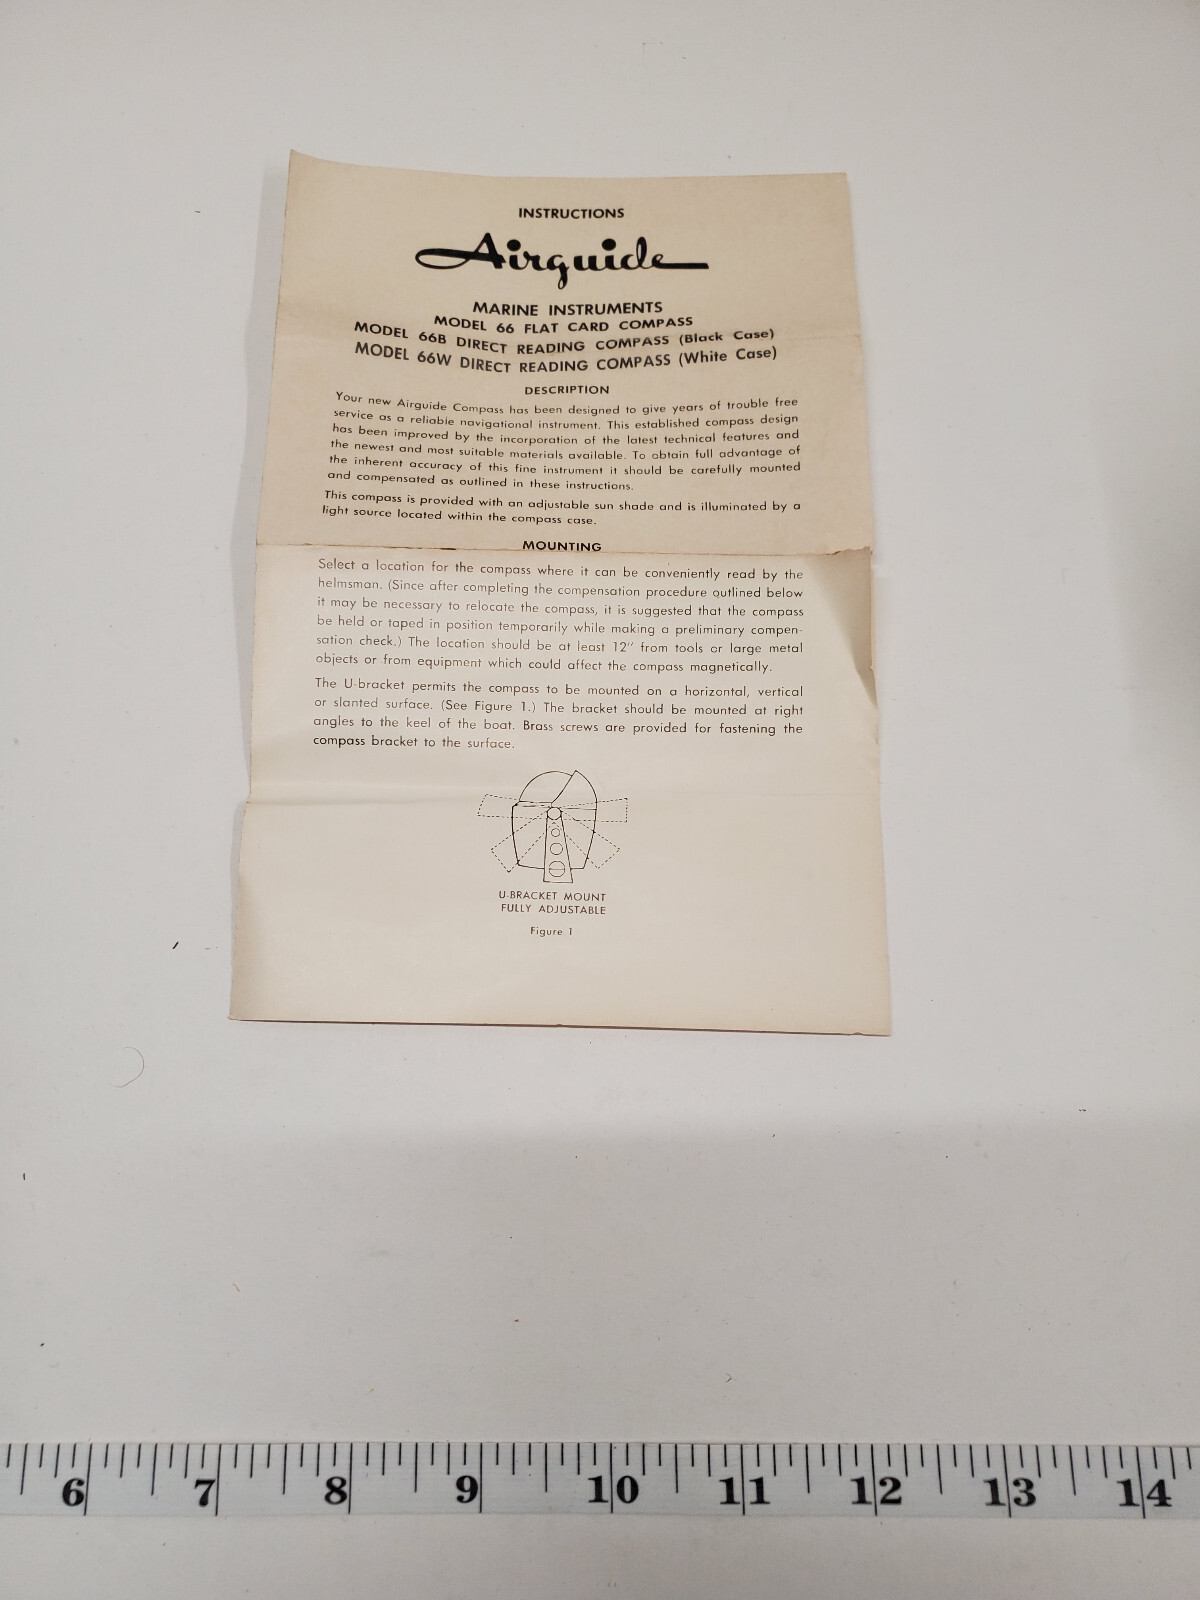 INSTRUCTIONS
Airguide
MARINE INSTRUMENTS
MODEL 66 FLAT CARD COMPASS
MODEL 66B DIRECT READING COMPASS (Black Case)
MODEL 66W DIRECT READING COMPASS (White Case)
DESCRIPTION
Your new Airguide Compass has been designed to give years of trouble free
service as a reliable navigational instrument. This established compass design
has been improved by the incorporation of the latest technical features and
the newest and most suitable materials available. To obtain full advantage of
the inherent accuracy of this fine instrument it should be carefully mounted
and compensated as outlined in these instructions.
This compass is provided with an adjustable sun shade and is illuminated by a
light source located within the compass case.
MOUNTING
Select a location for the compass where it can be conveniently read by the
helmsman. (Since after completing the compensation procedure outlined below
it may be necessary to relocate the compass, it is suggested that the compass
be held or taped in position temporarily while making a preliminary compen-
sation check.) The location should be at least 12″ from tools or large metal
objects or from equipment which could affect the compass magnetically.
The U-bracket permits the compass to be mounted on a horizontal, vertical
or slanted surface. (See Figure 1.) The bracket should be mounted at right
angles to the keel of the boat. Brass screws are provided for fastening the
compass bracket to the surface.
U-BRACKET MOUNT
FULLY ADJUSTABLE
Figure 1
6 7 8 9 10 11 12 13 14